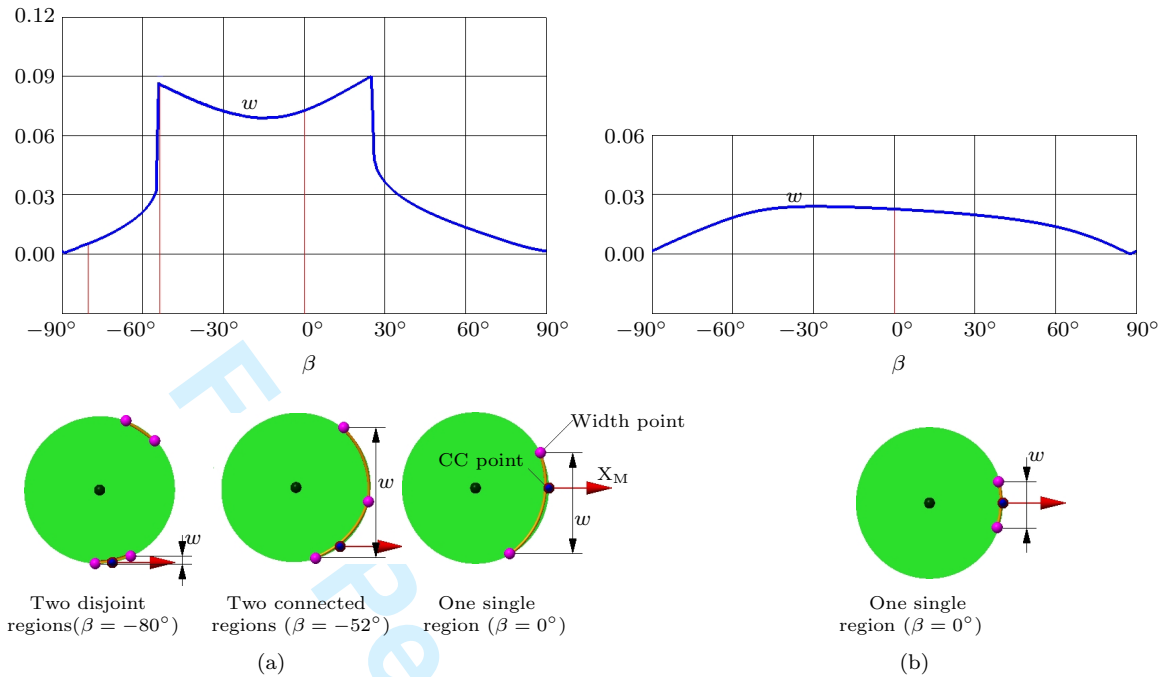 0.12
0.09
w
0.06
0.03
0.00
−90° −60° −30° 0° 30° 60° 90°
β
0.06
0.03
w
0.00
−90° −60° −30° 0° 30° 60° 90°
β
Width point
CC point
X_M
w
w
w
w
Two disjoint
regions(β = −80°)
Two connected
regions (β = −52°)
One single
region (β = 0°)
One single
region (β = 0°)
(a)
(b)
F
Pe